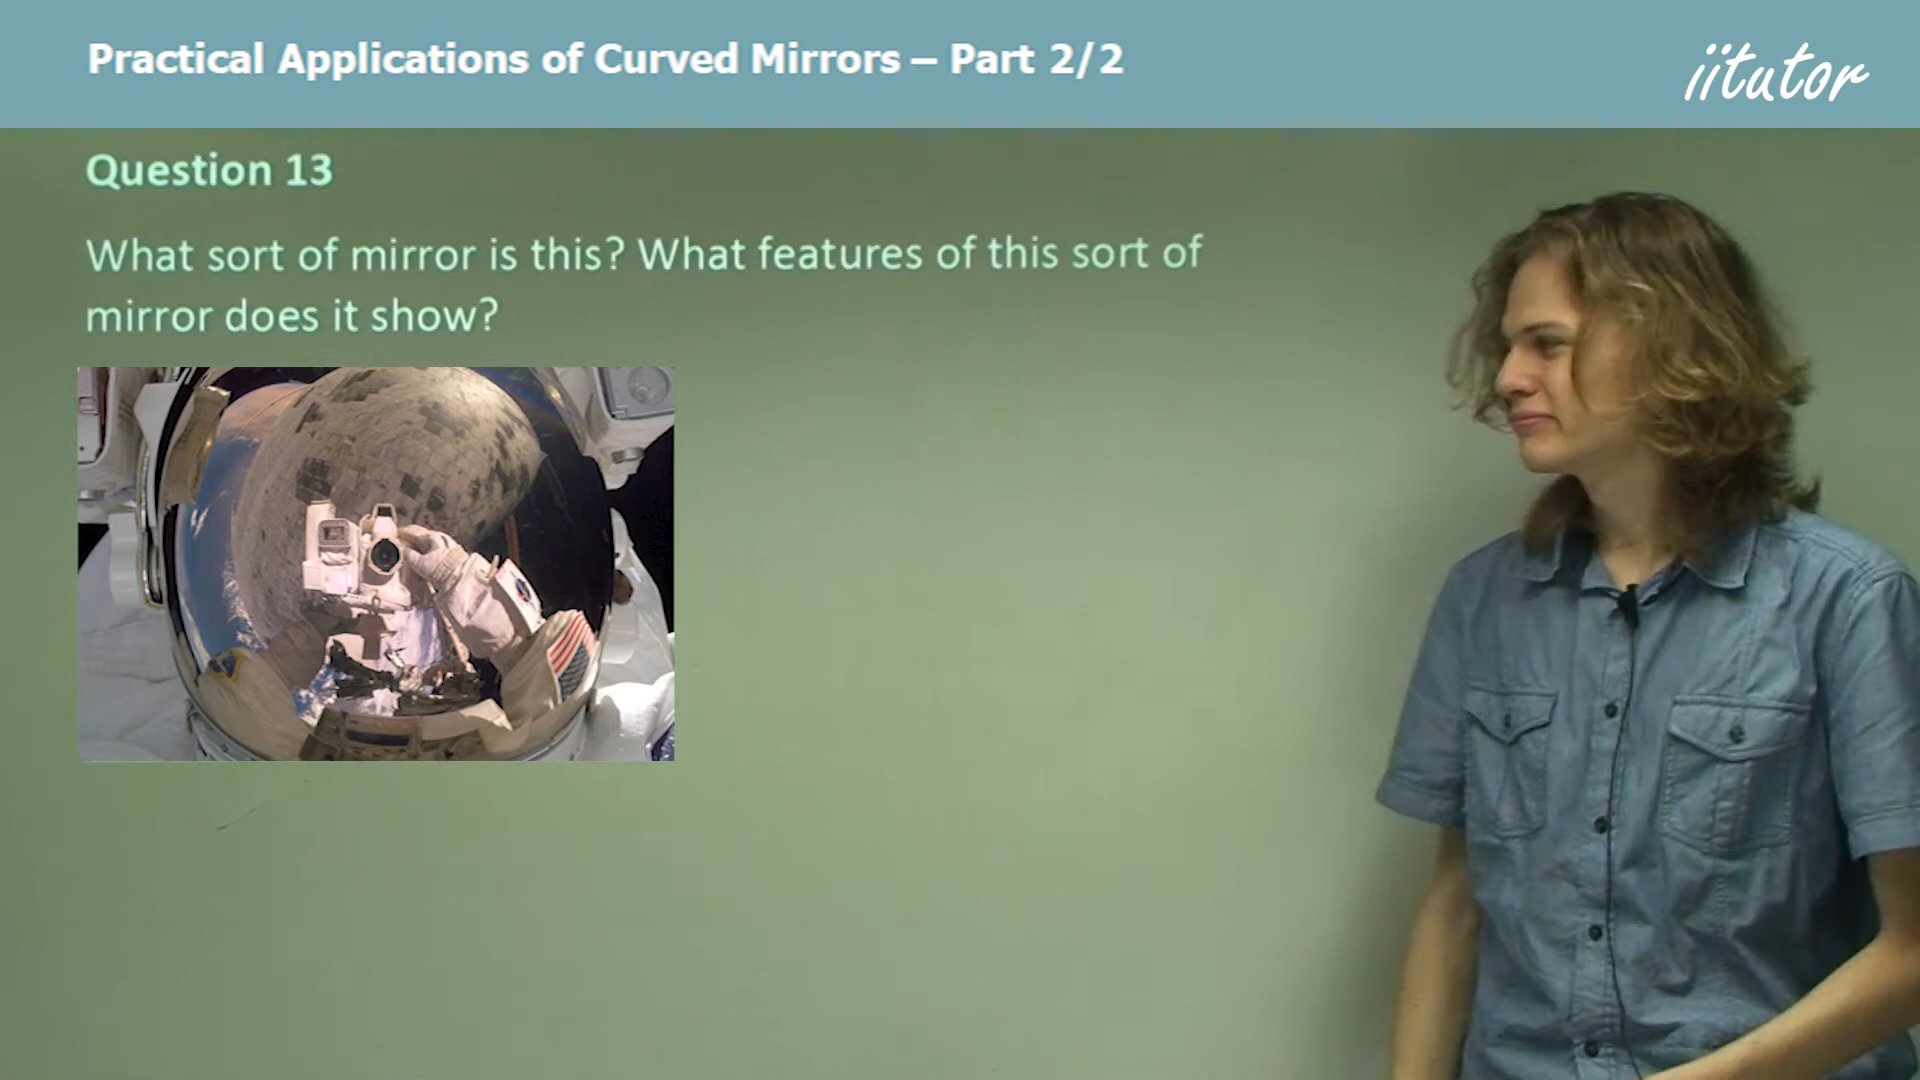 Practical Applications of Curved Mirrors – Part 2/2
iitutor
Question 13
What sort of mirror is this? What features of this sort of
mirror does it show?